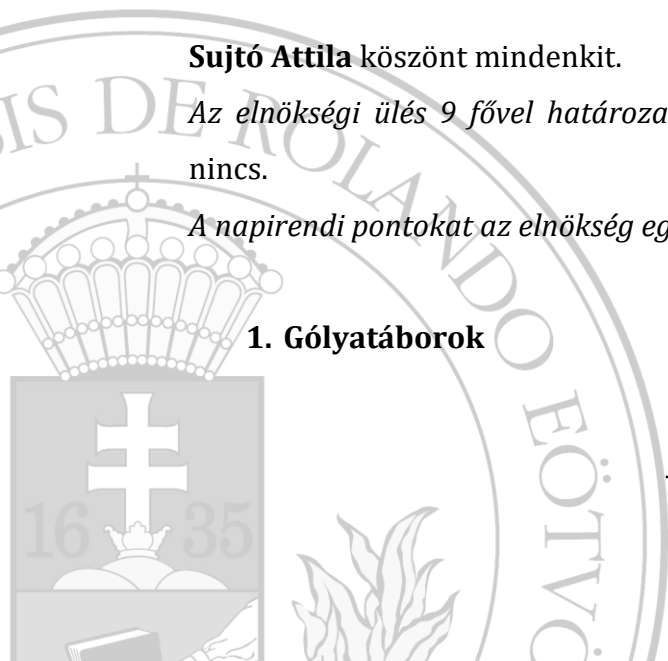 Sujtó Attila köszönt mindenkit.
Az elnökségi ülés 9 fővel határoza
nincs.
A napirendi pontokat az elnökség eg
1. Gólyatáborok
IS DE ROLANDO EÖTVÖ
16 35